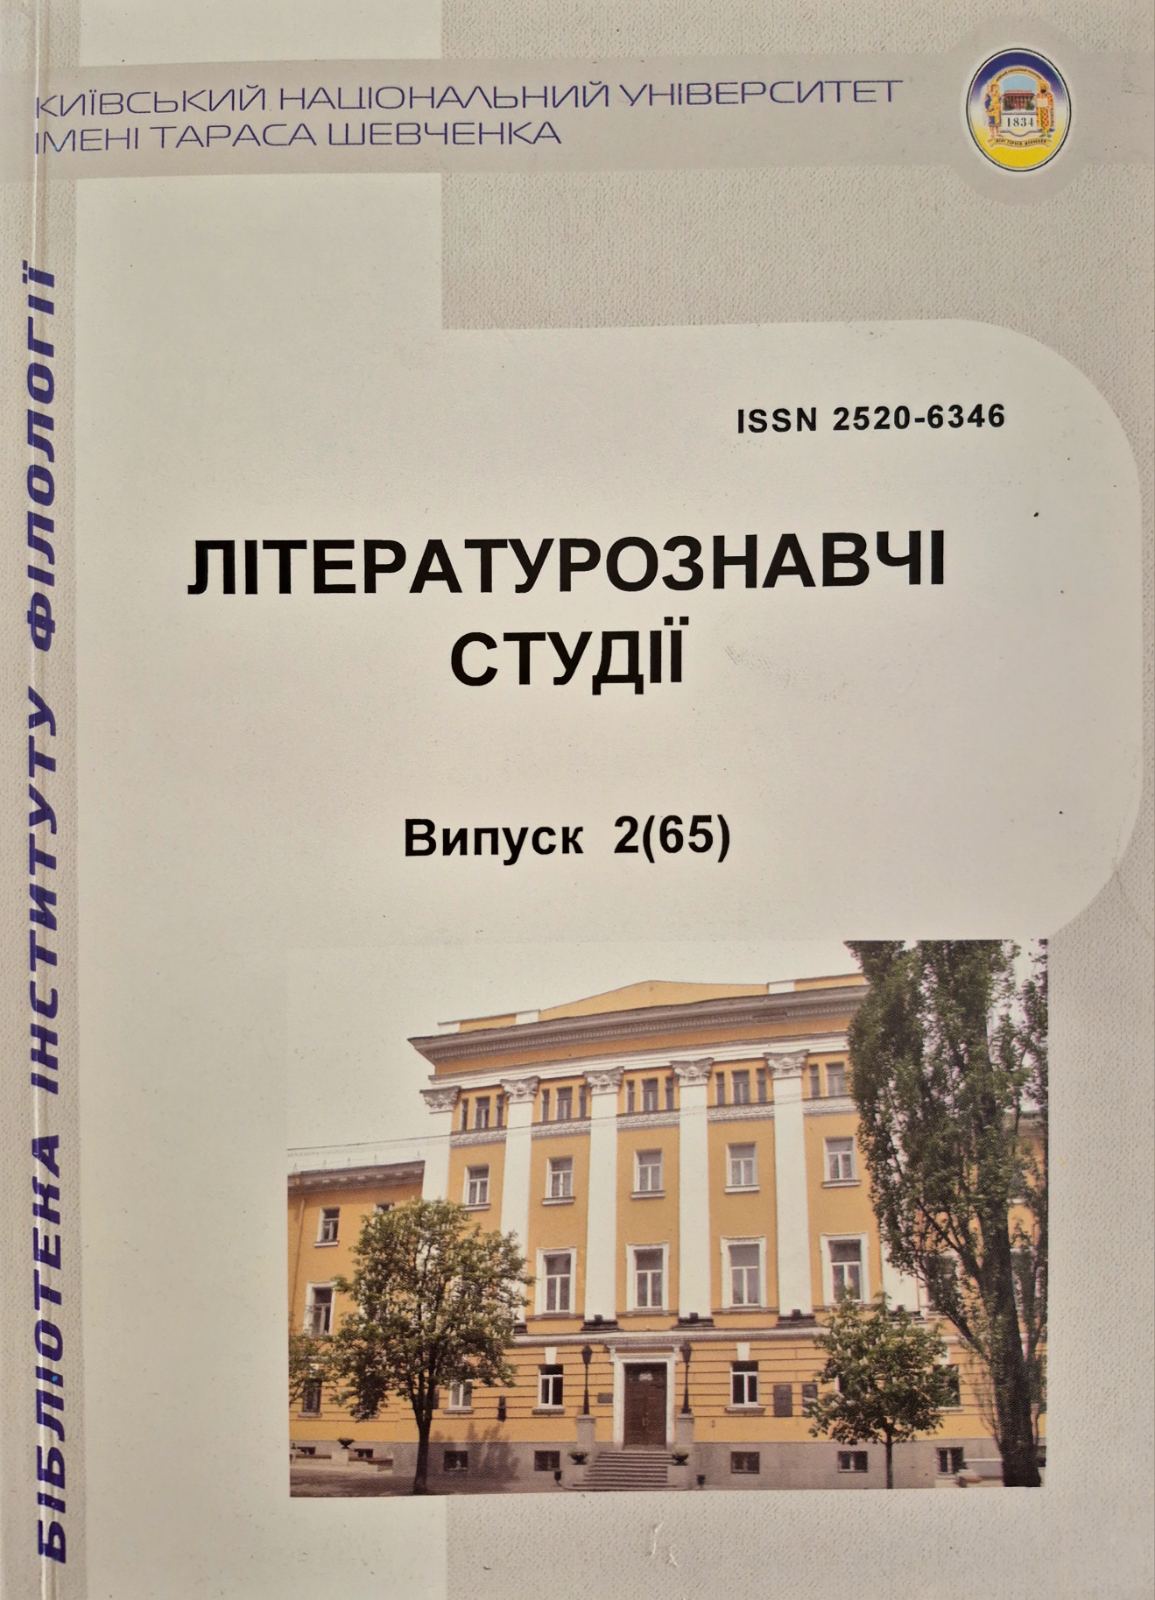 КИЇВСЬКИЙ НАЦІОНАЛЬНИЙ УНІВЕРСИТЕТ
ІМЕНІ ТАРАСА ШЕВЧЕНКА
1834
ISSN 2520-6346
ЛІТЕРАТУРОЗНАВЧІ
СТУДІЇ
Випуск 2(65)
БІБЛІОТЕКА ІНСТИТУТУ ФІЛОЛОГІЇ